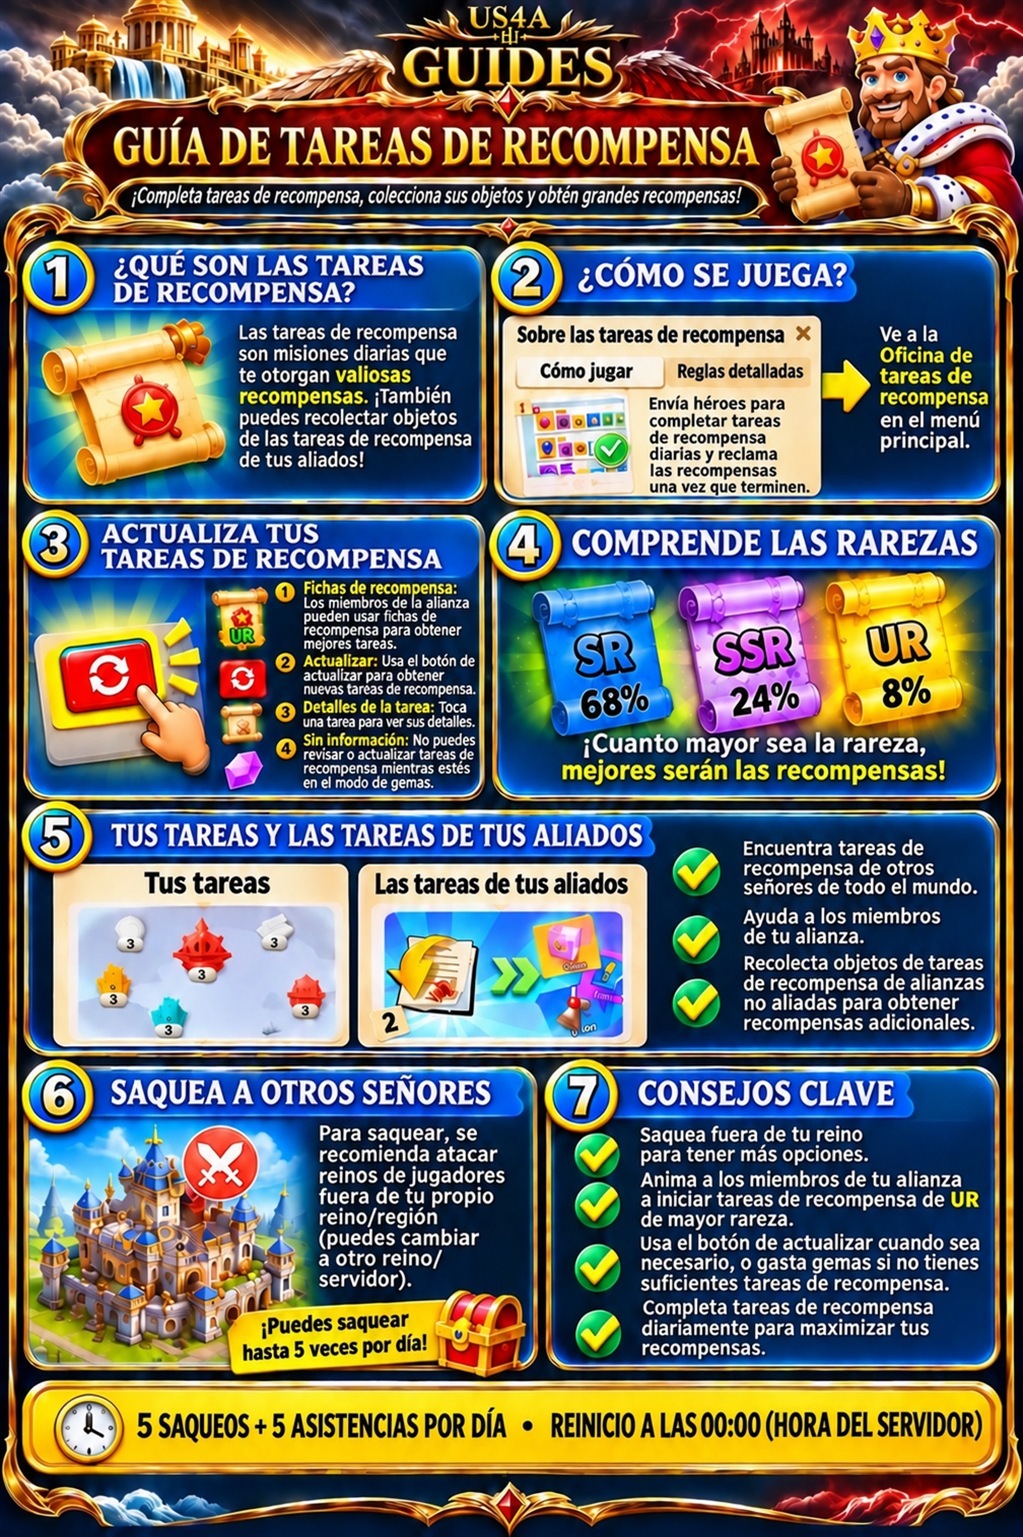 US4A
HJ
GUIDES
GUÍA DE TAREAS DE RECOMPENSA
¡Completa tareas de recompensa, colecciona sus objetos y obtén grandes recompensas!
1
¿QUÉ SON LAS TAREAS
DE RECOMPENSA?
Las tareas de recompensa
son misiones diarias que
te otorgan valiosas
recompensas. ¡También
puedes recolectar objetos
de las tareas de recompensa
de tus aliados!
2
¿CÓMO SE JUEGA?
Sobre las tareas de recompensa
Cómo jugar
Reglas detalladas
1
Envía héroes para
completar tareas
de recompensa
diarias y reclama
las recompensas
una vez que terminen.
Ve a la
Oficina de
tareas de
recompensa
en el menú
principal.
3
ACTUALIZA TUS
TAREAS DE RECOMPENSA
UR
1 Fichas de recompensa:
Los miembros de la alianza
pueden usar fichas de
recompensa para obtener
mejores tareas.
2 Actualizar: Usa el botón de
actualizar para obtener
nuevas tareas de recompensa.
3 Detalles de la tarea: Toca
una tarea para ver sus detalles.
4 Sin información: No puedes
revisar o actualizar tareas de
recompensa mientras estés
en el modo de gemas.
4
COMPRENDE LAS RAREZAS
SR
68%
SSR
24%
UR
8%
¡Cuanto mayor sea la rareza,
mejores serán las recompensas!
5
TUS TAREAS Y LAS TAREAS DE TUS ALIADOS
Tus tareas
3
3
3
3
3
3
Las tareas de tus aliados
2
Encuentra tareas de
recompensa de otros
señores de todo el mundo.
Ayuda a los miembros
de tu alianza.
Recolecta objetos de tareas
de recompensa de alianzas
no aliadas para obtener
recompensas adicionales.
6
SAQUEA A OTROS SEÑORES
Para saquear, se
recomienda atacar
reinos de jugadores
fuera de tu propio
reino/región
(puedes cambiar
a otro reino/
servidor).
¡Puedes saquear
hasta 5 veces por día!
7
CONSEJOS CLAVE
Saquea fuera de tu reino
para tener más opciones.
Anima a los miembros de tu alianza
a iniciar tareas de recompensa de UR
de mayor rareza.
Usa el botón de actualizar cuando sea
necesario, o gasta gemas si no tienes
suficientes tareas de recompensa.
Completa tareas de recompensa
diariamente para maximizar tus
recompensas.
5 SAQUEOS + 5 ASISTENCIAS POR DÍA • REINICIO A LAS 00:00 (HORA DEL SERVIDOR)